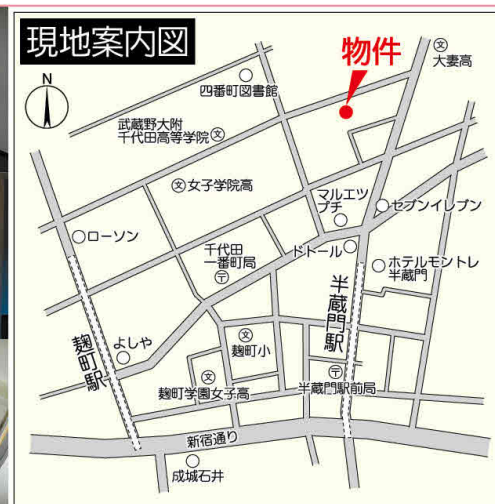 現地案内図
物件
N
文
大妻高
四番町図書館
武蔵野大附
千代田高等学院 文
文 女子学院高
マルエツ
プチ
セブンイレブン
ローソン
千代田
一番町局
〒
ドトール
ホテルモントレ
半蔵門
半蔵門駅
麹町駅
よしや
文
麹町小
文
麹町学園女子高
〒
半蔵門駅前局
新宿通り
成城石井